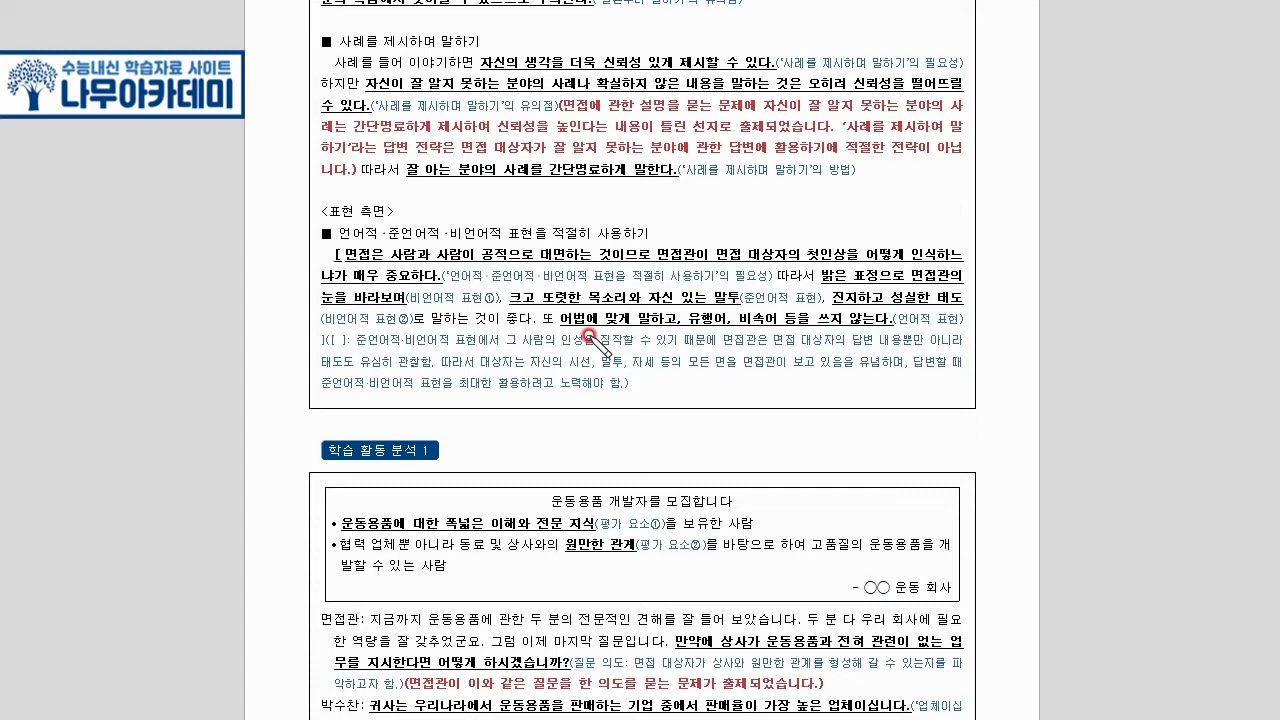 수능내신 학습자료 사이트
나무아카데미
■ 사례를 제시하며 말하기
사례를 들어 이야기하면 자신의 생각을 더욱 신뢰성 있게 제시할 수 있다.('사례를 제시하며 말하기'의 필요성)
하지만 자신이 잘 알지 못하는 분야의 사례나 확실하지 않은 내용을 말하는 것은 오히려 신뢰성을 떨어뜨릴
수 있다.('사례를 제시하며 말하기'의 유의점)(면접에 관한 설명을 묻는 문제에 자신이 잘 알지 못하는 분야의 사
례는 간단명료하게 제시하여 신뢰성을 높인다는 내용이 틀린 선지로 출제되었습니다. '사례를 제시하여 말
하기'라는 답변 전략은 면접 대상자가 잘 알지 못하는 분야에 관한 답변에 활용하기에 적절한 전략이 아닙
니다.) 따라서 잘 아는 분야의 사례를 간단명료하게 말한다.('사례를 제시하며 말하기'의 방법)
<표현 측면>
■ 언어적·준언어적·비언어적 표현을 적절히 사용하기
[ 면접은 사람과 사람이 공적으로 대면하는 것이므로 면접관이 면접 대상자의 첫인상을 어떻게 인식하느
냐가 매우 중요하다.('언어적·준언어적·비언어적 표현을 적절히 사용하기'의 필요성) 따라서 밝은 표정으로 면접관의
눈을 바라보며(비언어적 표현①), 크고 또렷한 목소리와 자신 있는 말투(준언어적 표현), 진지하고 성실한 태도
(비언어적 표현②)로 말하는 것이 좋다. 또 어법에 맞게 말하고, 유행어, 비속어 등을 쓰지 않는다.(언어적 표현)
]([ ]: 준언어적·비언어적 표현에서 그 사람의 인성 짐작할 수 있기 때문에 면접관은 면접 대상자의 답변 내용뿐만 아니라
태도도 유심히 관찰함. 따라서 대상자는 자신의 시선, 말투, 자세 등의 모든 면을 면접관이 보고 있음을 유념하며, 답변할 때
준언어적·비언어적 표현을 최대한 활용하려고 노력해야 함.)
학습 활동 분석 1
운동용품 개발자를 모집합니다
• 운동용품에 대한 폭넓은 이해와 전문 지식(평가 요소①)을 보유한 사람
• 협력 업체뿐 아니라 동료 및 상사와의 원만한 관계(평가 요소②)를 바탕으로 하여 고품질의 운동용품을 개
발할 수 있는 사람
- ○○ 운동 회사
면접관: 지금까지 운동용품에 관한 두 분의 전문적인 견해를 잘 들어 보았습니다. 두 분 다 우리 회사에 필요
한 역량을 잘 갖추었군요. 그럼 이제 마지막 질문입니다. 만약에 상사가 운동용품과 전혀 관련이 없는 업
무를 지시한다면 어떻게 하시겠습니까?(질문 의도: 면접 대상자가 상사와 원만한 관계를 형성해 갈 수 있는지를 파
악하고자 함.)(면접관이 이와 같은 질문을 한 의도를 묻는 문제가 출제되었습니다.)
박수찬: 귀사는 우리나라에서 운동용품을 판매하는 기업 중에서 판매율이 가장 높은 업체이십니다.('업체이십